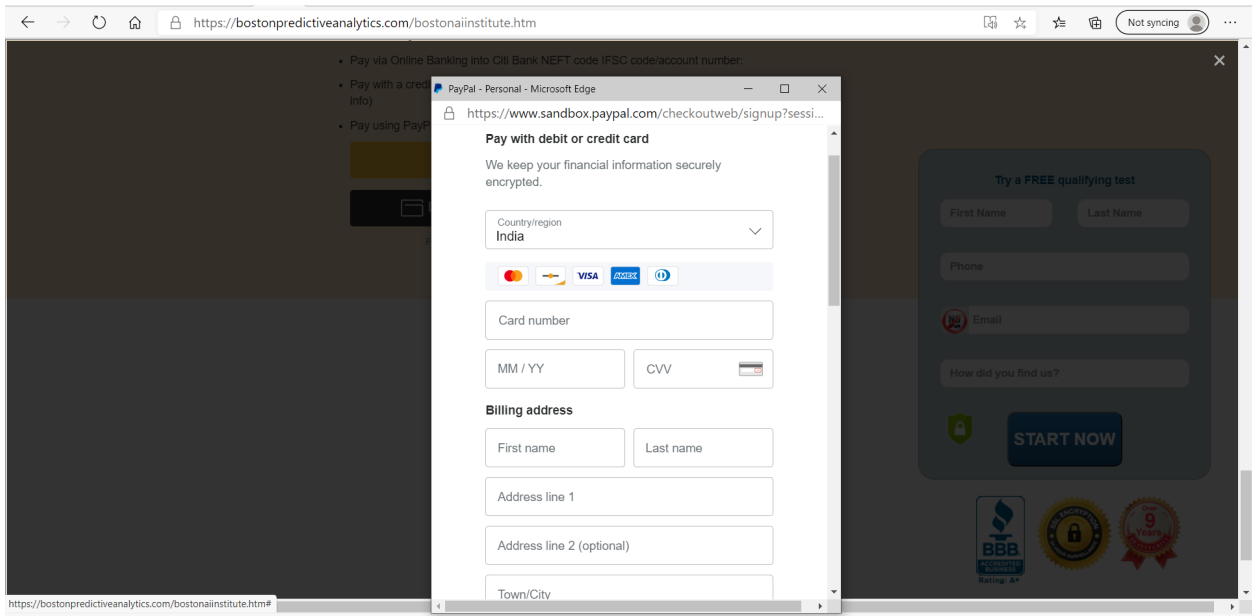 https://bostonpredictiveanalytics.com/bostonaiinstitute.htm
Not syncing
• Pay via Online Banking into Citi Bank NEFT code IFSC code/account number:
• Pay with a credi
info)
• Pay using PayP
PayPal - Personal - Microsoft Edge
https://www.sandbox.paypal.com/checkoutweb/signup?sessi...
Pay with debit or credit card
We keep your financial information securely
encrypted.
Country/region
India
VISA
AMEX
Card number
MM / YY
CVV
Billing address
First name
Last name
Address line 1
Address line 2 (optional)
Town/City
Try a FREE qualifying test
First Name
Last Name
Phone
Email
How did you find us?
START NOW
BBB
ACCREDITED
BUSINESS
Rating: A+
SSL ENCRYPTION
Over
9
Years
https://bostonpredictiveanalytics.com/bostonaiinstitute.htm#